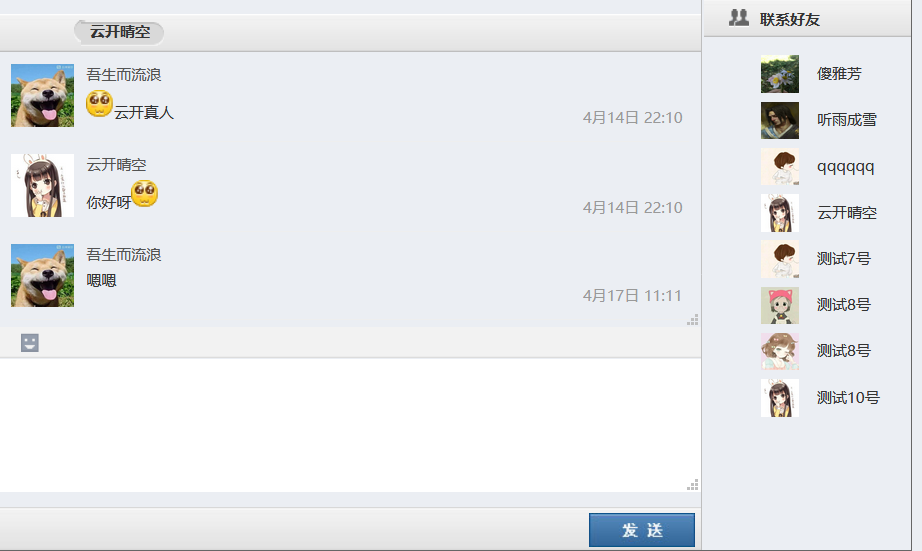 云开晴空
吾生而流浪
云开真人
4月14日 22:10
云开晴空
你好呀
4月14日 22:10
吾生而流浪
嗯嗯
4月17日 11:11
发 送
联系好友
傻雅芳
听雨成雪
qqqqqq
云开晴空
测试7号
测试8号
测试8号
测试10号